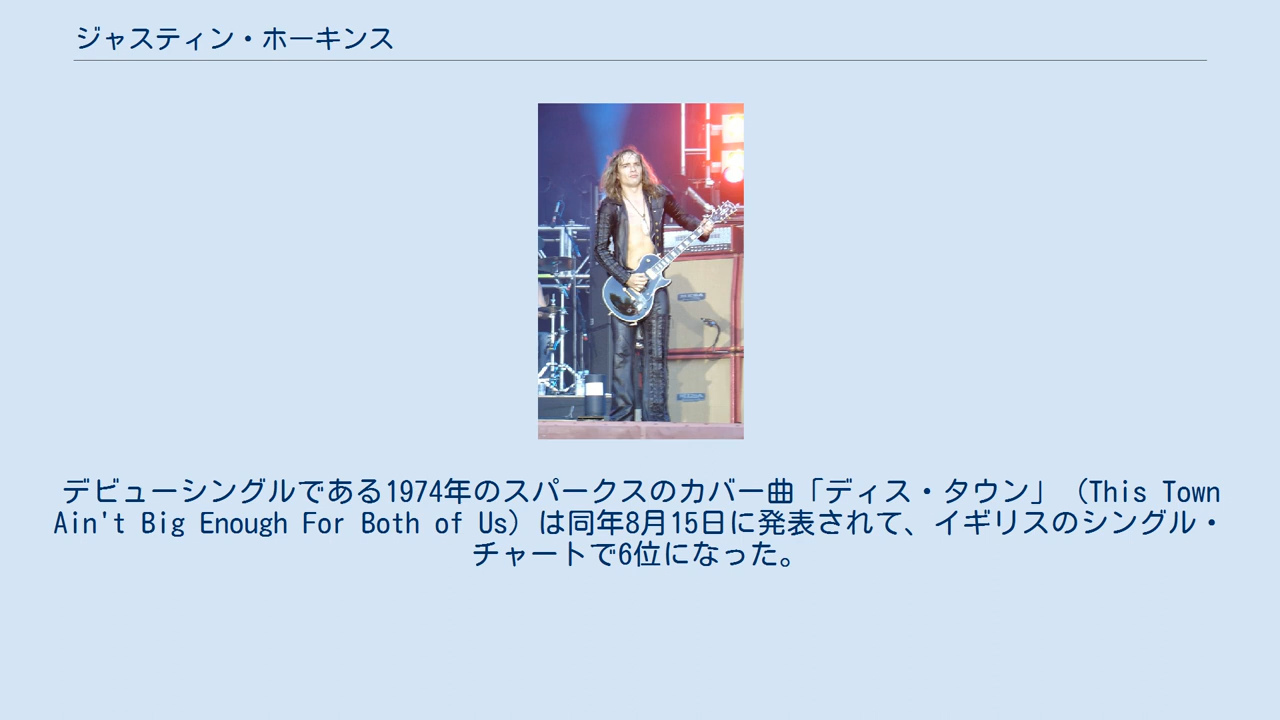 ジャスティン・ホーキンス
デビューシングルである1974年のスパークスのカバー曲「ディス・タウン」（This Town
Ain't Big Enough For Both of Us）は同年8月15日に発表されて、イギリスのシングル・
チャートで6位になった。